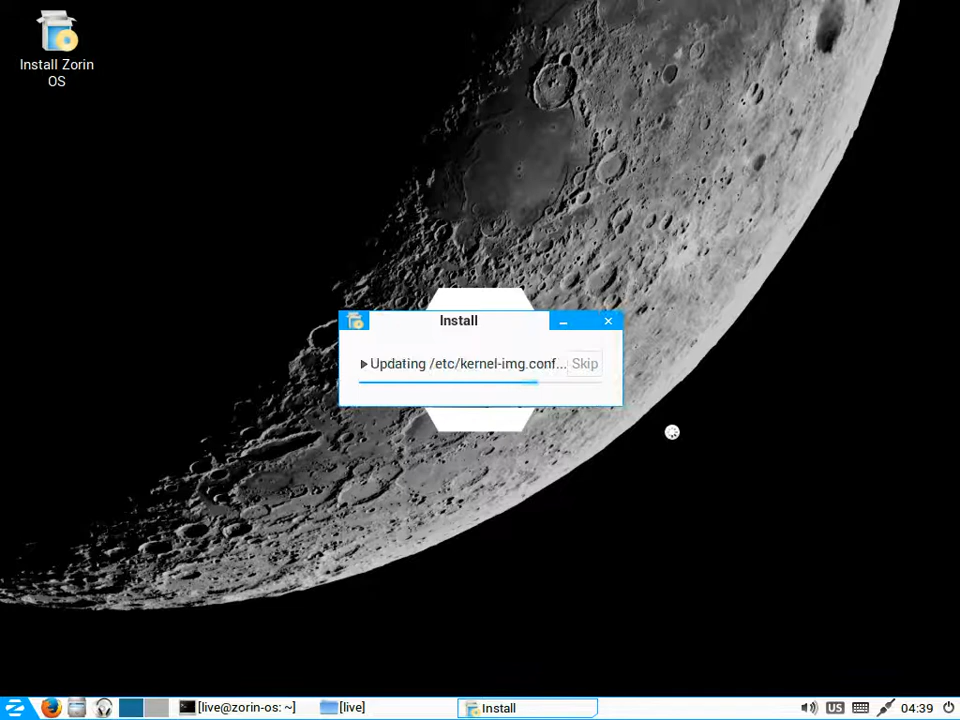 Install Zorin
OS
Install
Updating /etc/kernel-img.conf... Skip
[live@zorin-os: ~] [live] Install US 04:39